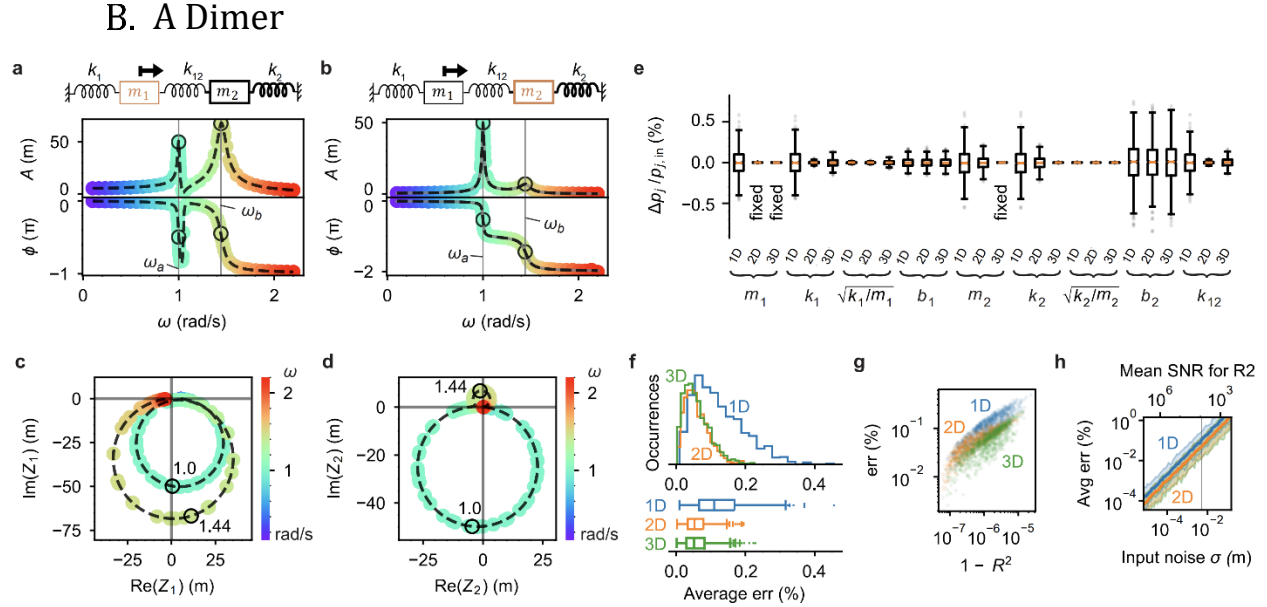 B. A Dimer
a
k1
m1
k12
m2
k2
50
0
A (m)
0
−1
ϕ (m)
ωb
ωa
0
1
2
ω (rad/s)
b
k1
m1
k12
m2
k2
50
0
A (m)
0
−2
ϕ (m)
ωb
ωa
0
1
2
ω (rad/s)
e
0.5
0.0
−0.5
Δpj /pj, in (%)
fixed
fixed
fixed
1D 2D 3D 1D 2D 3D 1D 2D 3D 1D 2D 3D 1D 2D 3D 1D 2D 3D 1D 2D 3D 1D 2D 3D 1D 2D 3D
m1 k1 √k1/m1 b1 m2 k2 √k2/m2 b2 k12
c
0
−25
−50
−75
Im(Z1) (m)
1.0
1.44
−25
0
25
Re(Z1) (m)
ω
2
1
rad/s
d
0
−20
−40
Im(Z2) (m)
1.44
1.0
−25
0
25
Re(Z2) (m)
ω
2
1
rad/s
f
Occurrences
3D
1D
2D
0.0 0.2 0.4
1D
2D
3D
0.0 0.2 0.4
Average err (%)
g
10−1
10−2
err (%)
1D
2D
3D
10−7 10−6 10−5
1 − R2
h
Mean SNR for R2
106 103
100
10−2
10−4
Avg err (%)
1D
2D
10−4 10−2
Input noise σ (m)